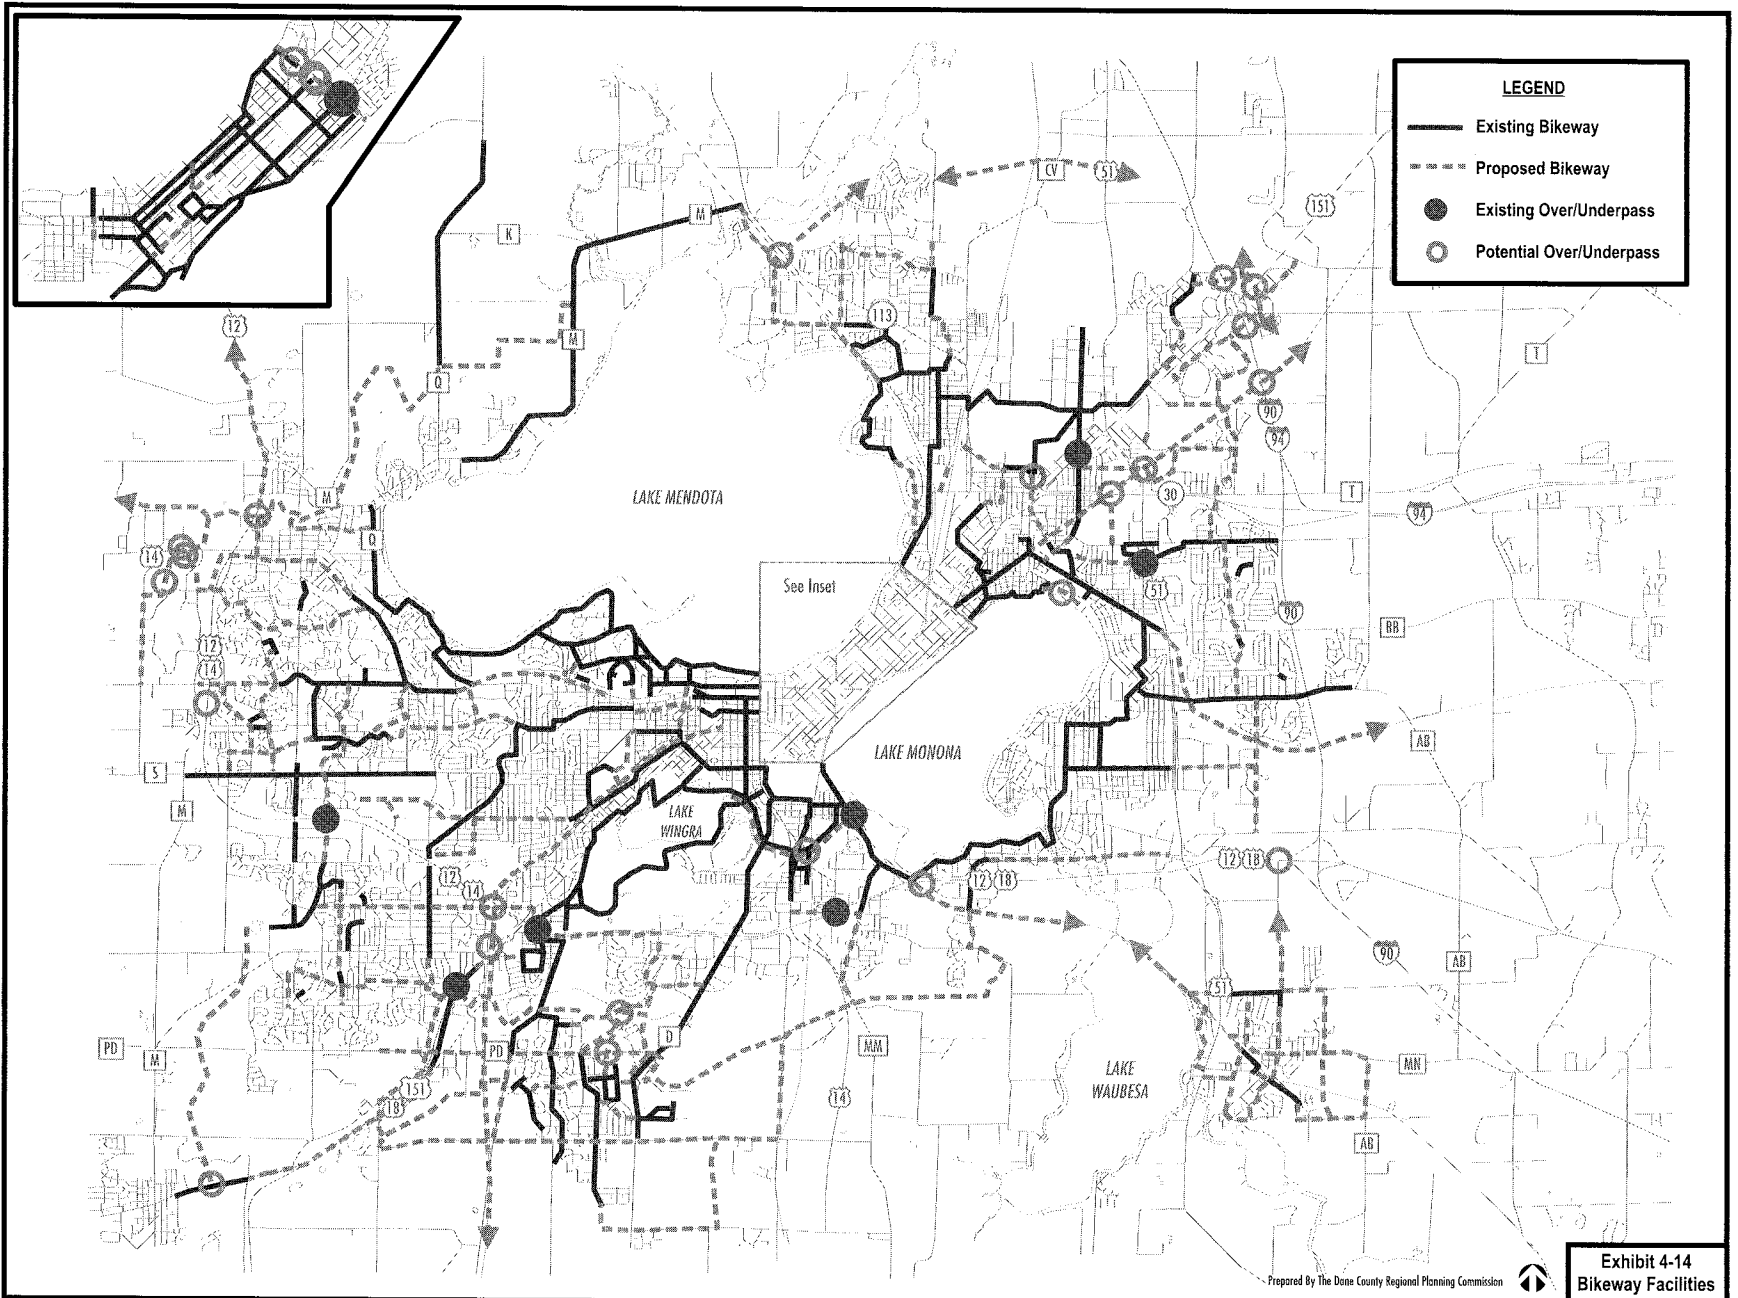 LEGEND
Existing Bikeway
Proposed Bikeway
Existing Over/Underpass
Potential Over/Underpass
CV
51
151
M
K
12
113
M
T
Q
90
94
LAKE MENDOTA
M
30
T
94
Q
14
See Inset
51
90
BB
12
14
LAKE MONONA
AB
S
M
LAKE
WINGRA
12
14
12 18
12 18
90
AB
51
PD
M
PD
D
MM
MN
LAKE
WAUBESA
151
18
14
AB
Prepared By The Dane County Regional Planning Commission
Exhibit 4-14
Bikeway Facilities